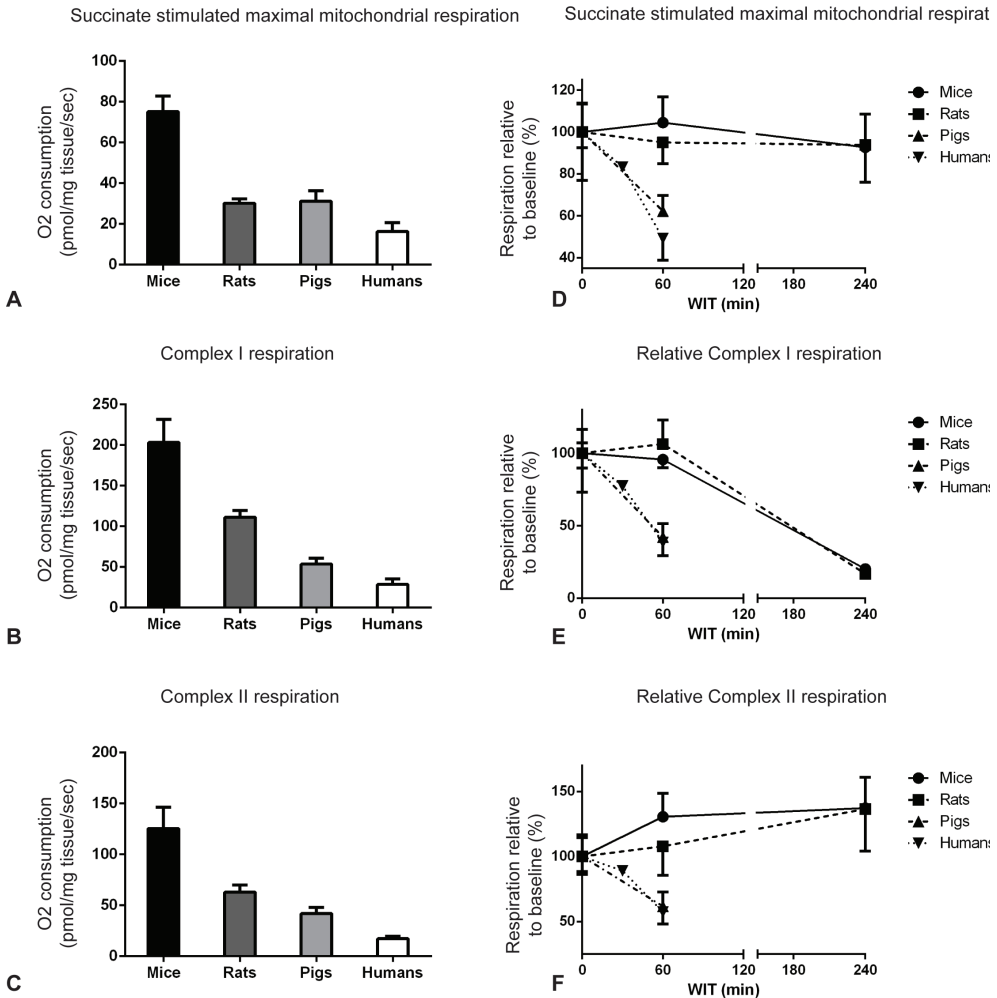 Succinate stimulated maximal mitochondrial respiration
100
80
60
40
20
0
O2 consumption
(pmol/mg tissue/sec)
Mice Rats Pigs Humans
A
Succinate stimulated maximal mitochondrial respirat
120
100
80
60
40
Respiration relative
to baseline (%)
0 60 120 180 240
WIT (min)
Mice
Rats
Pigs
Humans
D
Complex I respiration
250
200
150
100
50
0
O2 consumption
(pmol/mg tissue/sec)
Mice Rats Pigs Humans
B
Relative Complex I respiration
100
50
0
Respiration relative
to baseline (%)
0 60 120 180 240
WIT (min)
Mice
Rats
Pigs
Humans
E
Complex II respiration
200
150
100
50
0
O2 consumption
(pmol/mg tissue/sec)
Mice Rats Pigs Humans
C
Relative Complex II respiration
150
100
50
Respiration relative
to baseline (%)
0 60 120 180 240
WIT (min)
Mice
Rats
Pigs
Humans
F